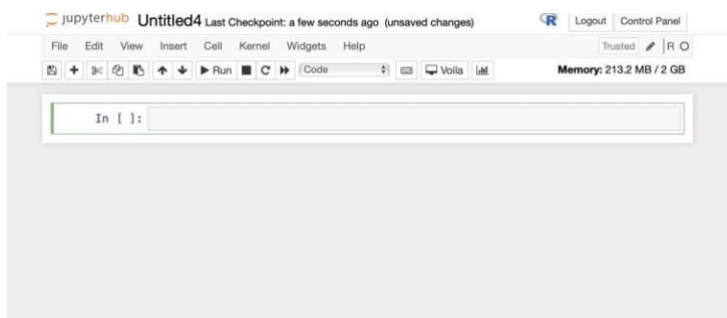 jupyterhub Untitled4 Last Checkpoint: a few seconds ago (unsaved changes) R Logout Control Panel
File Edit View Insert Cell Kernel Widgets Help Trusted R
Run C Code Voila Memory: 213.2 MB / 2 GB
In [ ]: